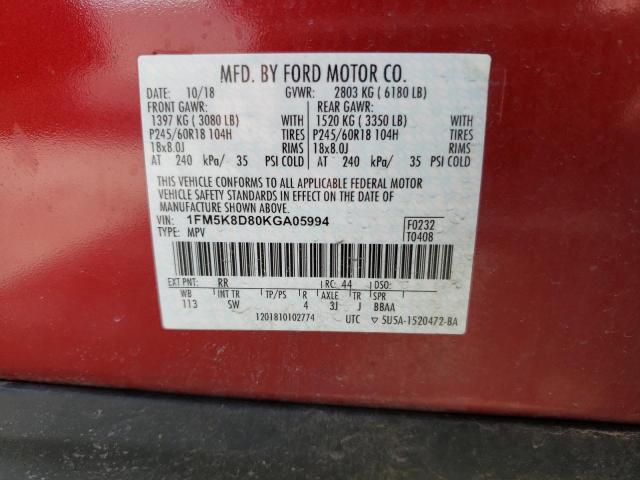 MFD. BY FORD MOTOR CO.
DATE: 10/18 GVWR: 2803 KG ( 6180 LB)
FRONT GAWR: REAR GAWR:
1397 KG ( 3080 LB) WITH 1520 KG ( 3350 LB) WITH
P245/60R18 104H TIRES P245/60R18 104H TIRES
18x8.0J RIMS 18x8.0J RIMS
AT 240 kPa/ 35 PSI COLD AT 240 kPa/ 35 PSI COLD
THIS VEHICLE CONFORMS TO ALL APPLICABLE FEDERAL MOTOR
VEHICLE SAFETY STANDARDS IN EFFECT ON THE DATE OF
MANUFACTURE SHOWN ABOVE.
VIN: 1FM5K8D80KGA05994 F0232
TYPE: MPV T0408
EXT PNT: RR RC: 44 DSO:
WB INT TR TP/PS R AXLE TR SPR
113 SW 4 3J J BBAA
1201810102774 UTC ▽ 5U5A-1520472-BA